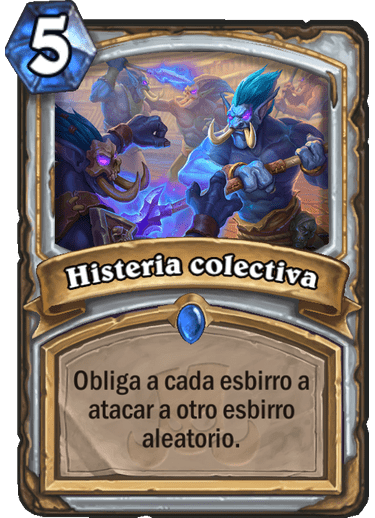 5
Histeria colectiva
Obliga a cada esbirro a
atacar a otro esbirro
aleatorio.